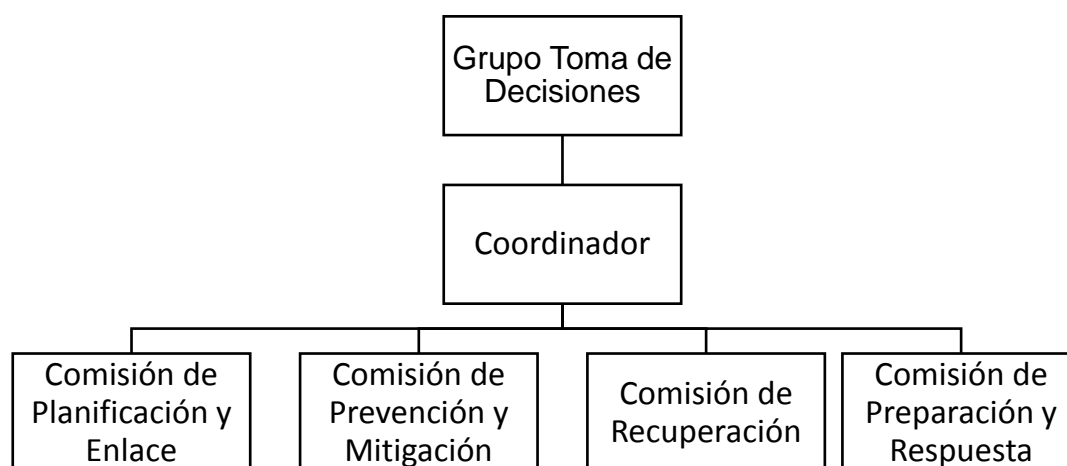 Grupo Toma de
Decisiones
Coordinador
Comisión de
Planificación y
Enlace
Comisión de
Prevención y
Mitigación
Comisión de
Recuperación
Comisión de
Preparación y
Respuesta